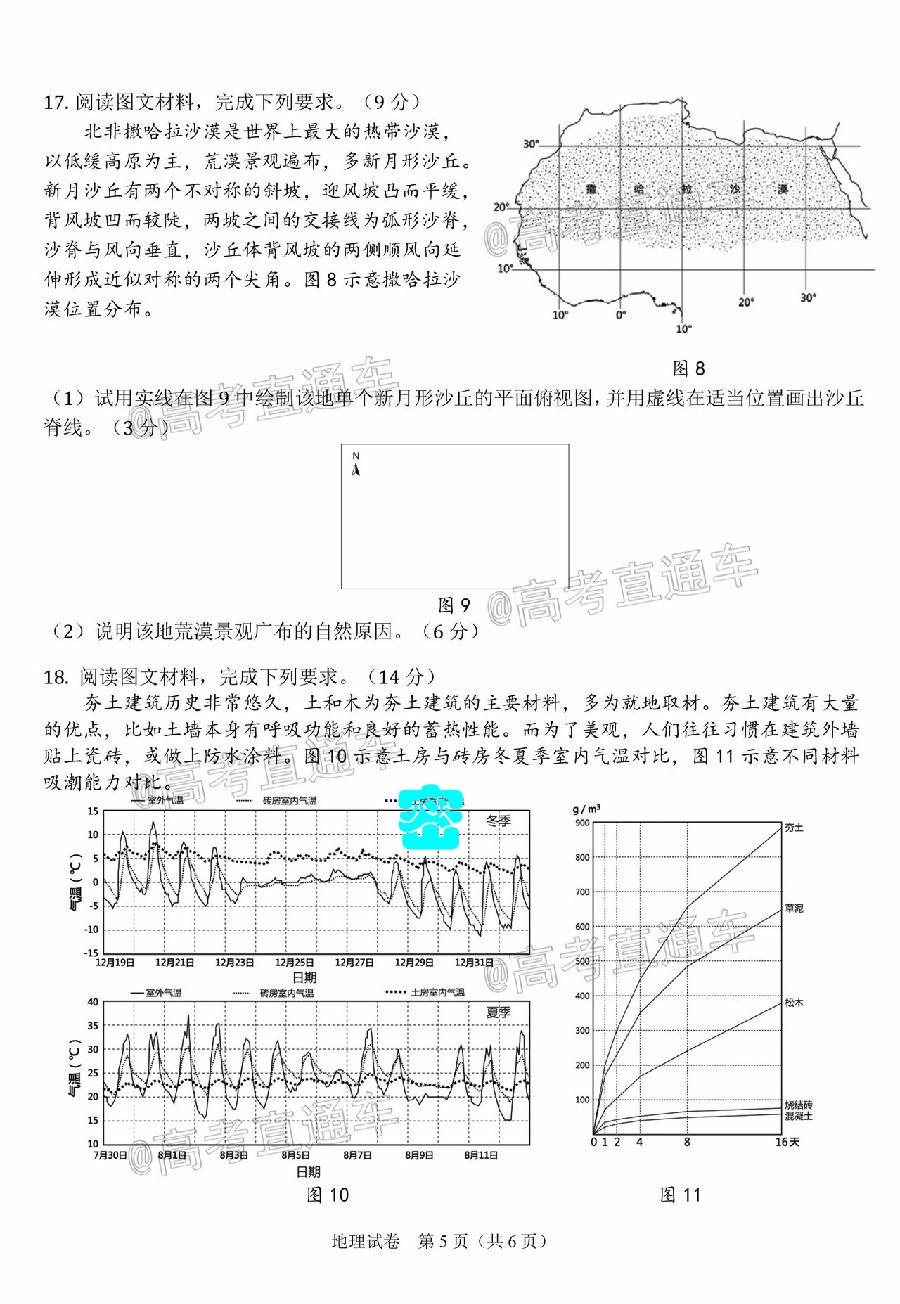 17. 阅读图文材料，完成下列要求。（9 分）
北非撒哈拉沙漠是世界上最大的热带沙漠，
以低缓高原为主，荒漠景观遍布，多新月形沙丘。
新月沙丘有两个不对称的斜坡，迎风坡凸而平缓，
背风坡凹而较陡，两坡之间的交接线为弧形沙脊，
沙脊与风向垂直，沙丘体背风坡的两侧顺风向延
伸形成近似对称的两个尖角。图 8 示意撒哈拉沙
漠位置分布。
30°
撒 哈 拉 沙 漠
20°
10°
10° 0° 10° 20° 30°
图 8
@高考直通车
（1）试用实线在图 9 中绘制该地单个新月形沙丘的平面俯视图，并用虚线在适当位置画出沙丘
脊线。（3 分）
@高考直通车
N
图 9
@高考直通车
（2）说明该地荒漠景观广布的自然原因。（6 分）
18. 阅读图文材料，完成下列要求。（14 分）
夯土建筑历史非常悠久，土和木为夯土建筑的主要材料，多为就地取材。夯土建筑有大量
的优点，比如土墙本身有呼吸功能和良好的蓄热性能。而为了美观，人们往往习惯在建筑外墙
贴上瓷砖，或做上防水涂料。图 10 示意土房与砖房冬夏季室内气温对比，图 11 示意不同材料
吸潮能力对比。
@高考直通车
室外气温 砖房室内气温
冬季
气温（℃）
15
10
5
0
-5
-10
-15
12月19日 12月21日 12月23日 12月25日 12月27日 12月29日 12月31日
日期
室外气温 砖房室内气温 土房室内气温
夏季
气温（℃）
40
35
30
25
20
15
10
7月30日 8月1日 8月3日 8月5日 8月7日 8月9日 8月11日
日期
图 10
@高考直通车
g/m³
900
800
700
600
500
400
300
200
100
夯土
草泥
松木
烧结砖
混凝土
0 1 2 4 8 16天
图 11
@高考直通车
地理试卷 第 5 页（共 6 页）